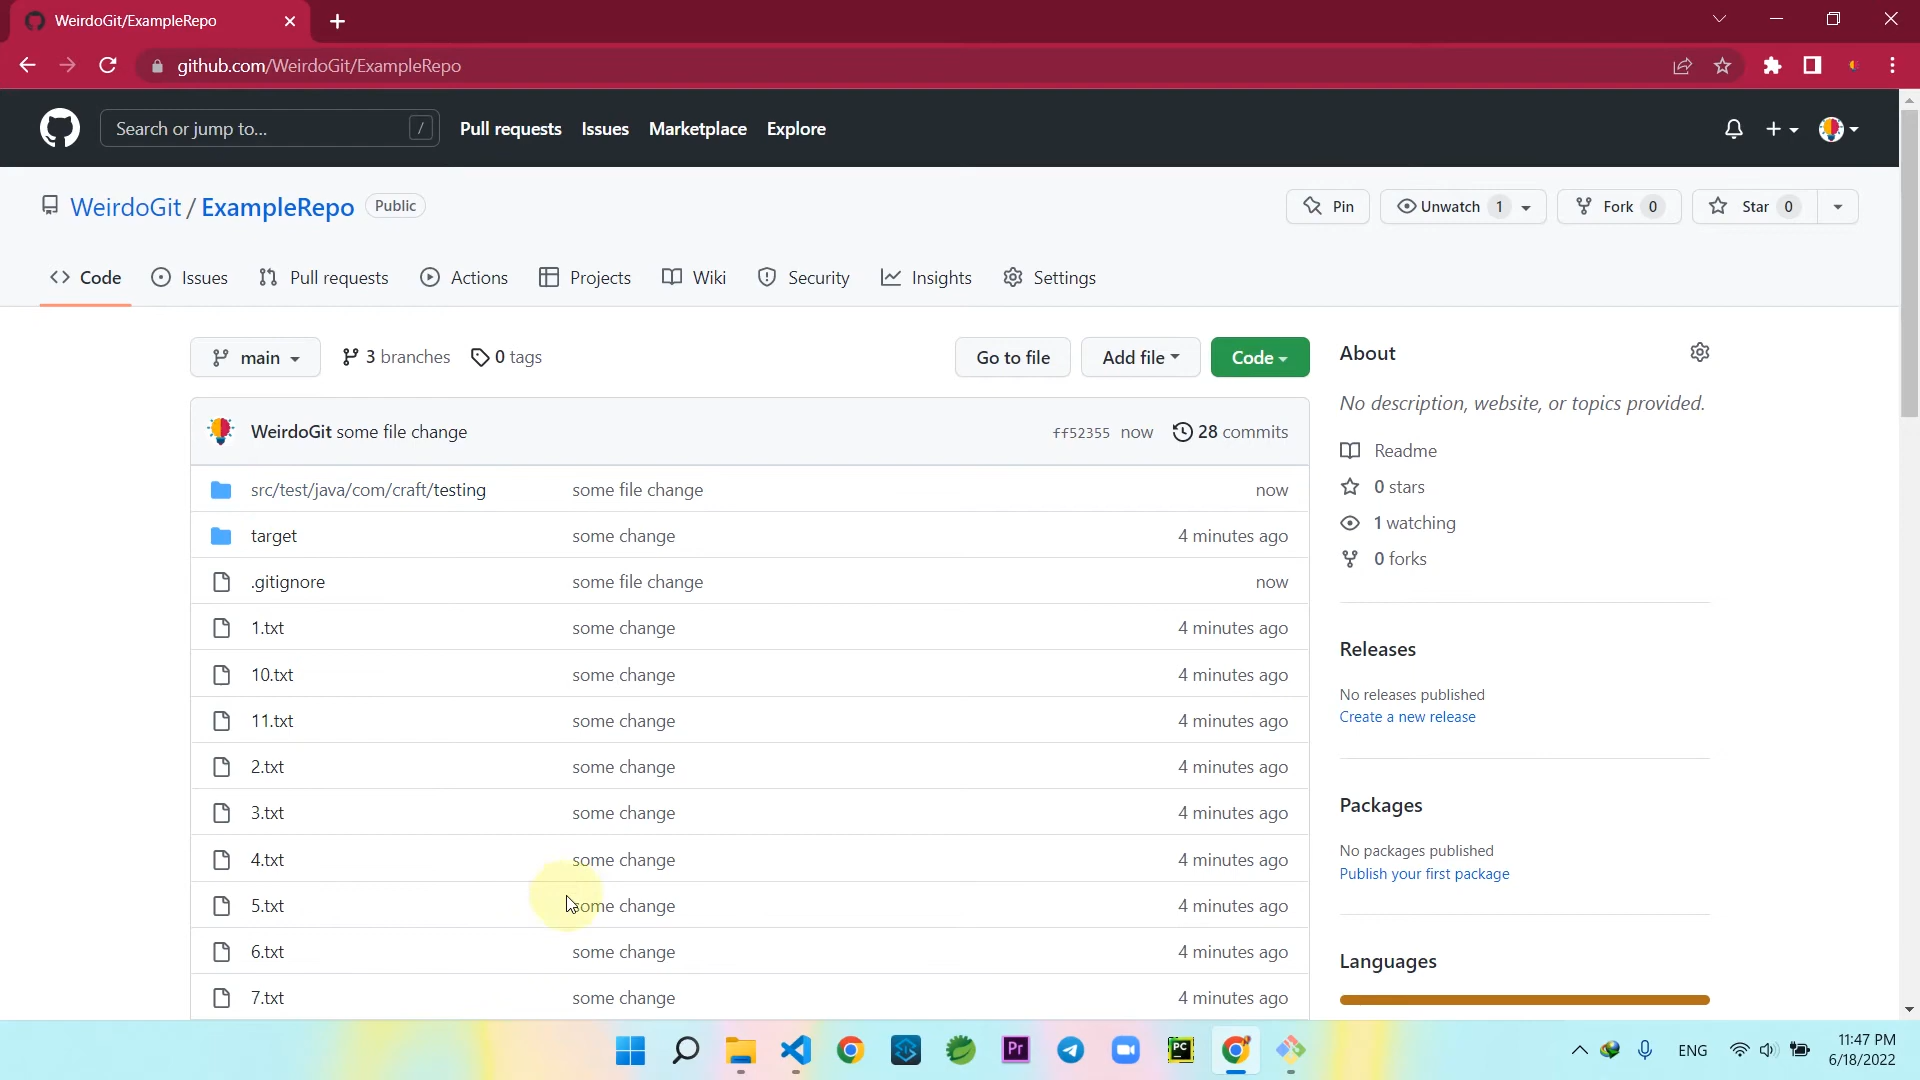 WeirdoGit/ExampleRepo
github.com/WeirdoGit/ExampleRepo
Search or jump to... /
Pull requests Issues Marketplace Explore
WeirdoGit / ExampleRepo Public
Pin Unwatch 1 Fork 0 Star 0
Code Issues Pull requests Actions Projects Wiki Security Insights Settings
main 3 branches 0 tags Go to file Add file Code
WeirdoGit some file change ff52355 now 28 commits
src/test/java/com/craft/testing some file change now
target some change 4 minutes ago
.gitignore some file change now
1.txt some change 4 minutes ago
10.txt some change 4 minutes ago
11.txt some change 4 minutes ago
2.txt some change 4 minutes ago
3.txt some change 4 minutes ago
4.txt some change 4 minutes ago
5.txt some change 4 minutes ago
6.txt some change 4 minutes ago
7.txt some change 4 minutes ago
About
No description, website, or topics provided.
Readme
0 stars
1 watching
0 forks
Releases
No releases published
Create a new release
Packages
No packages published
Publish your first package
Languages
Pr
PC
ENG
11:47 PM
6/18/2022